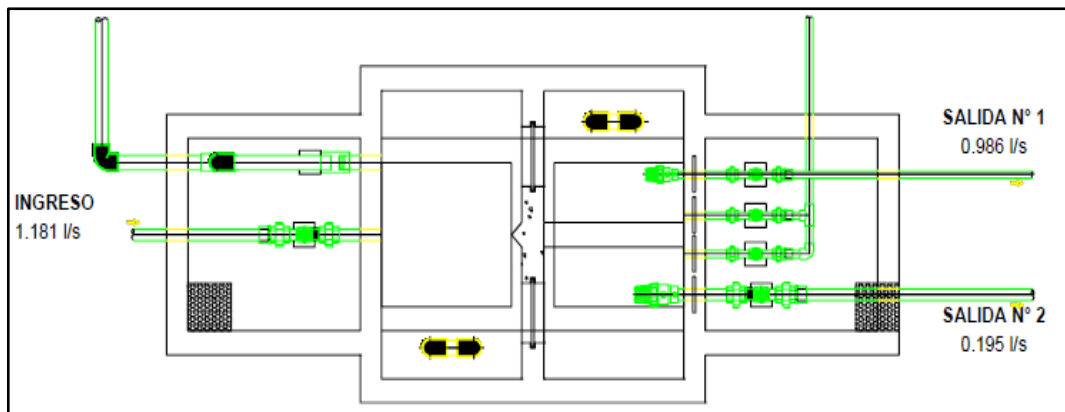 SALIDA N° 1
0.986 l/s
INGRESO
1.181 l/s
SALIDA N° 2
0.195 l/s